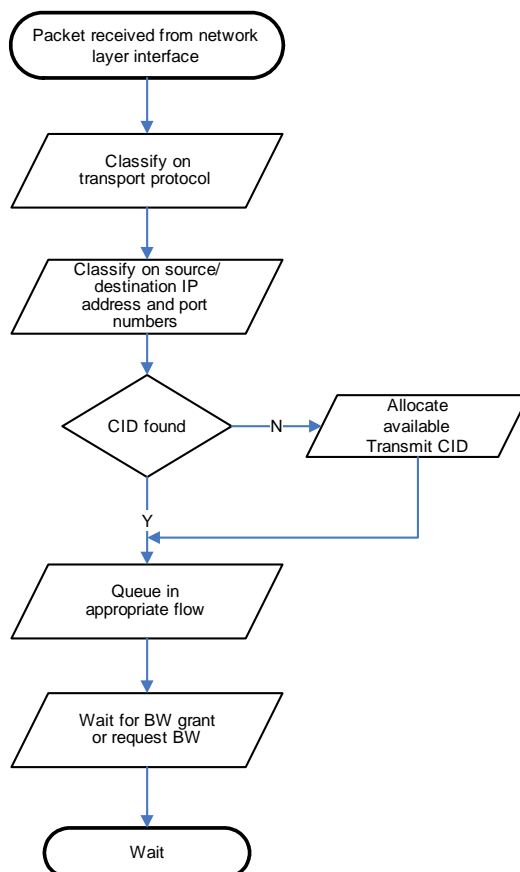 Packet received from network
layer interface
Classify on
transport protocol
Classify on source/
destination IP
address and port
numbers
CID found
N
Allocate
available
Transmit CID
Y
Queue in
appropriate flow
Wait for BW grant
or request BW
Wait